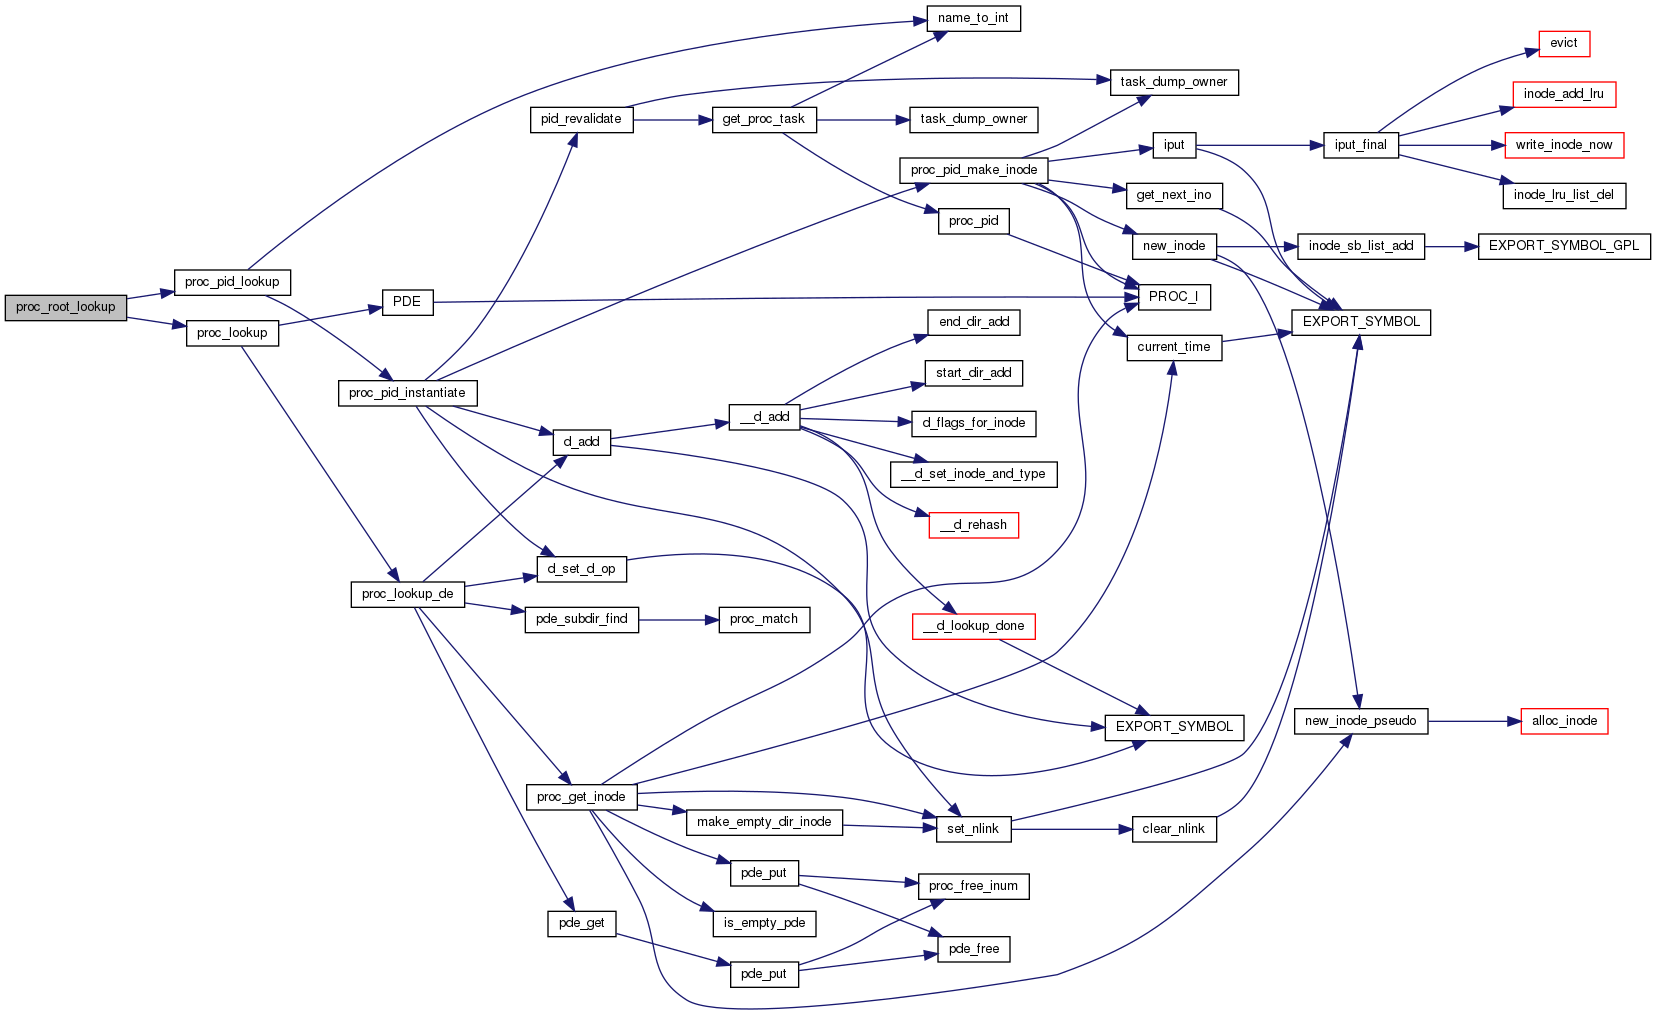 proc_root_lookup
proc_pid_lookup
proc_lookup
PDE
proc_pid_instantiate
proc_lookup_de
pid_revalidate
d_add
d_set_d_op
pde_subdir_find
proc_get_inode
pde_get
get_proc_task
__d_add
proc_match
make_empty_dir_inode
pde_put
is_empty_pde
pde_put
name_to_int
task_dump_owner
proc_pid_make_inode
proc_pid
end_dir_add
start_dir_add
d_flags_for_inode
__d_set_inode_and_type
__d_rehash
__d_lookup_done
set_nlink
proc_free_inum
pde_free
task_dump_owner
iput
get_next_ino
new_inode
PROC_I
current_time
EXPORT_SYMBOL
clear_nlink
iput_final
inode_sb_list_add
EXPORT_SYMBOL
new_inode_pseudo
evict
inode_add_lru
write_inode_now
inode_lru_list_del
EXPORT_SYMBOL_GPL
alloc_inode